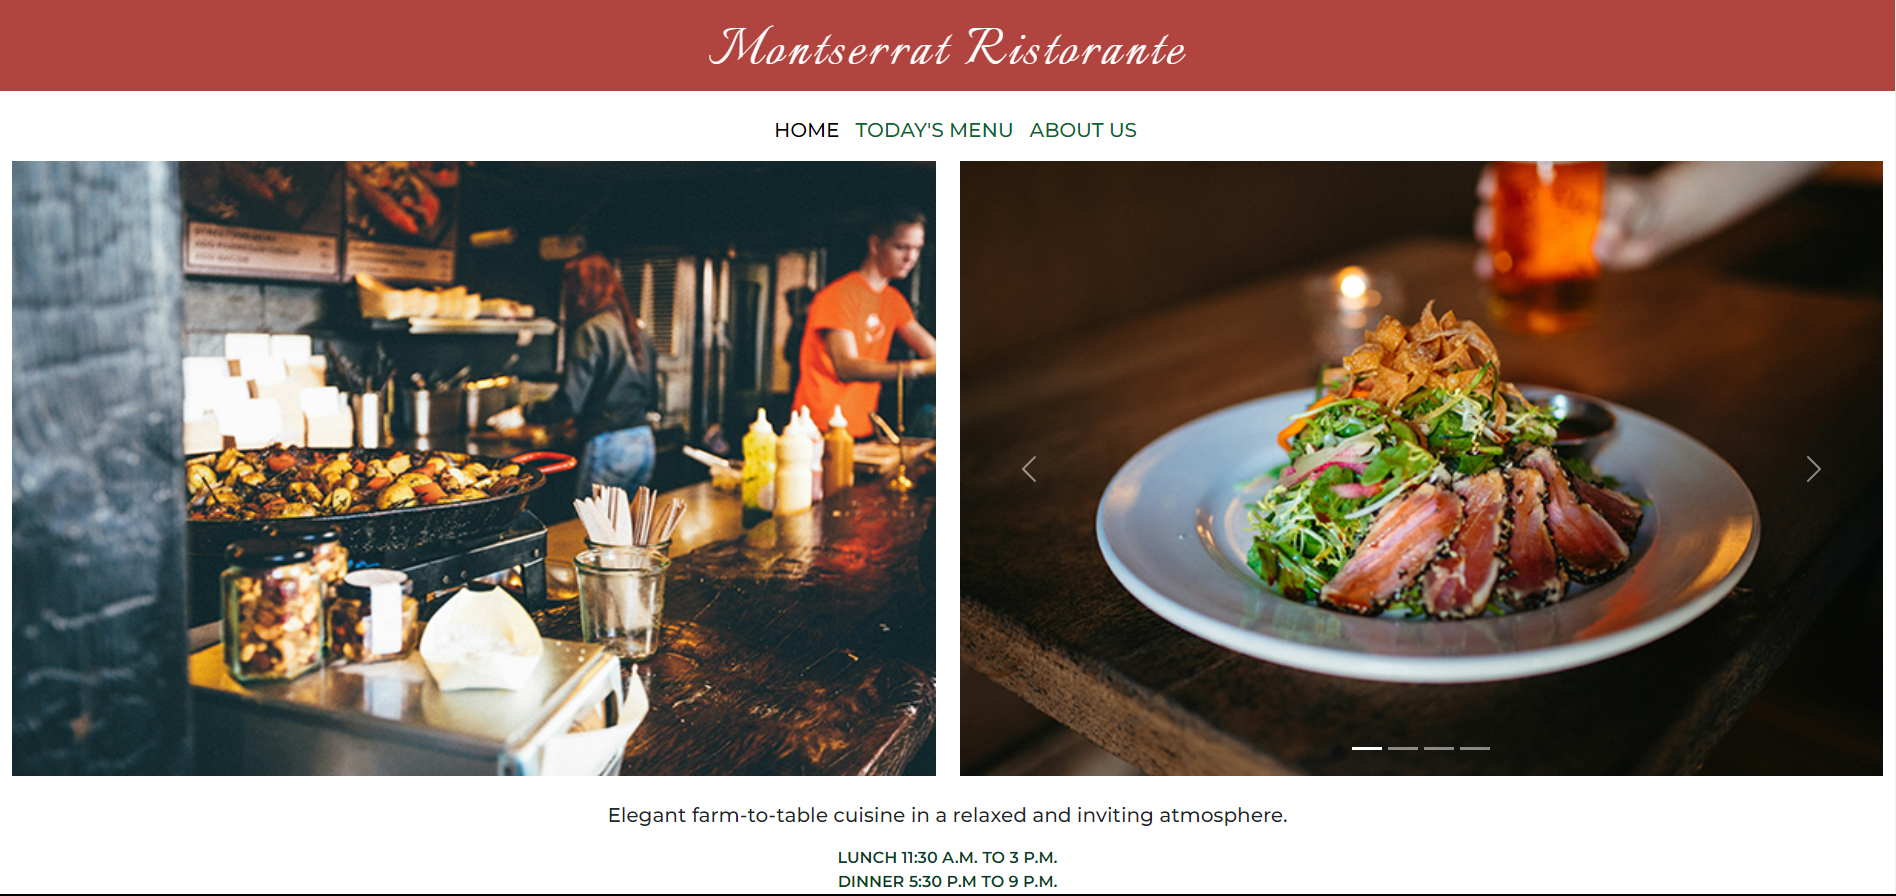 Montserrat Ristorante
HOME TODAY'S MENU ABOUT US
Elegant farm-to-table cuisine in a relaxed and inviting atmosphere.
LUNCH 11:30 A.M. TO 3 P.M.
DINNER 5:30 P.M TO 9 P.M.